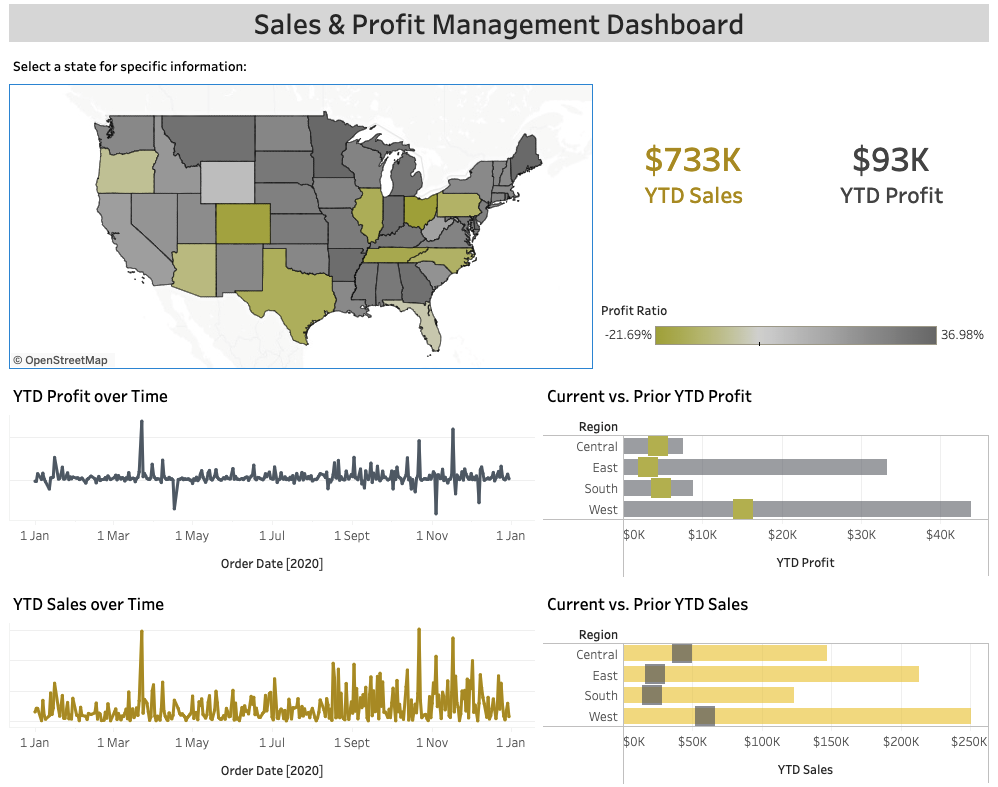 Sales & Profit Management Dashboard
Select a state for specific information:
© OpenStreetMap
$733K
YTD Sales
$93K
YTD Profit
Profit Ratio
-21.69%
36.98%
YTD Profit over Time
1 Jan 1 Mar 1 May 1 Jul 1 Sept 1 Nov 1 Jan
Order Date [2020]
Current vs. Prior YTD Profit
Region
Central
East
South
West
$0K $10K $20K $30K $40K
YTD Profit
YTD Sales over Time
1 Jan 1 Mar 1 May 1 Jul 1 Sept 1 Nov 1 Jan
Order Date [2020]
Current vs. Prior YTD Sales
Region
Central
East
South
West
$0K $50K $100K $150K $200K $250K
YTD Sales